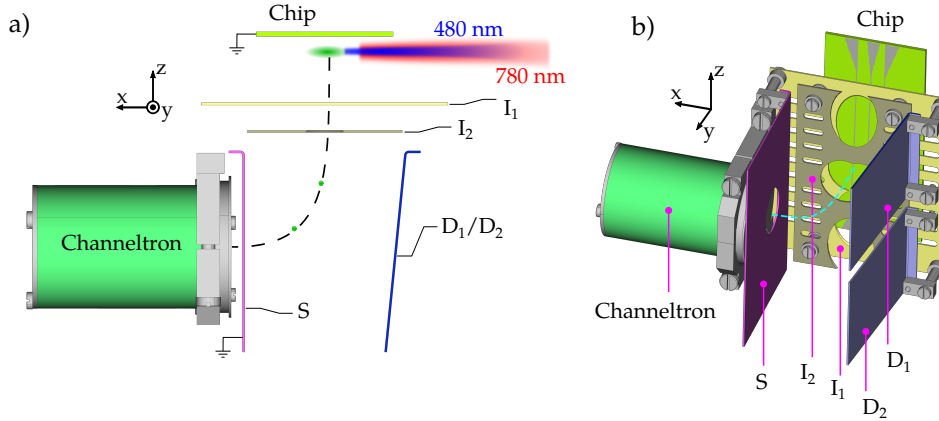 a)
Chip
480 nm
780 nm
z
x
y
I₁
I₂
Channeltron
D₁/D₂
S
b)
Chip
z
x
y
Channeltron
S
I₂
I₁
D₁
D₂